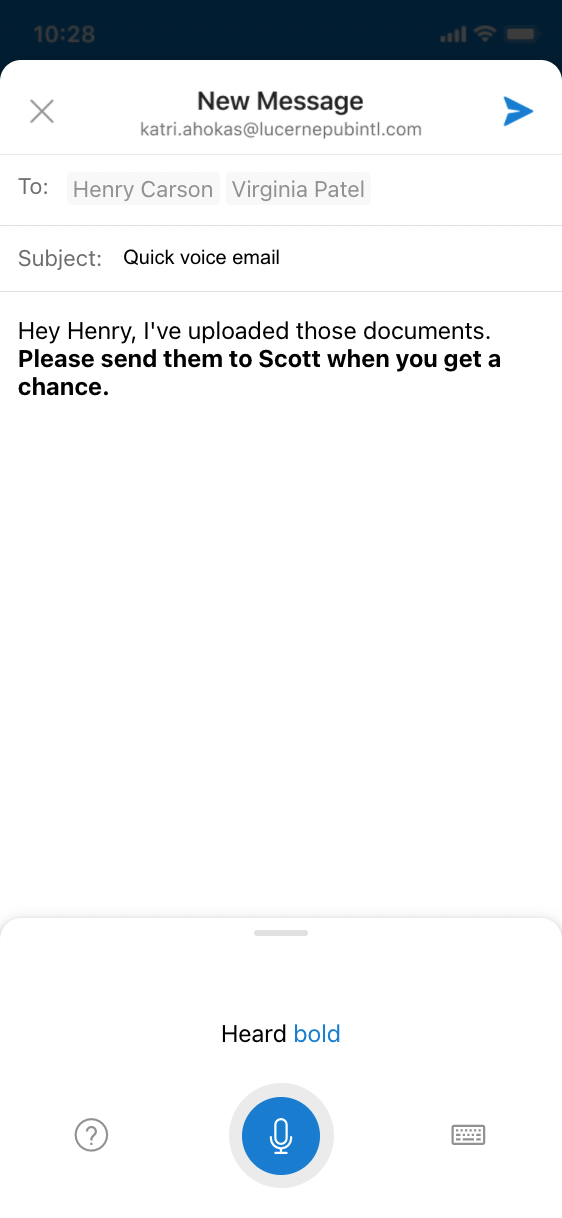 10:28
New Message
katri.ahokas@lucernepubintl.com
To: Henry Carson Virginia Patel
Subject: Quick voice email
Hey Henry, I've uploaded those documents.
Please send them to Scott when you get a
chance.
Heard bold